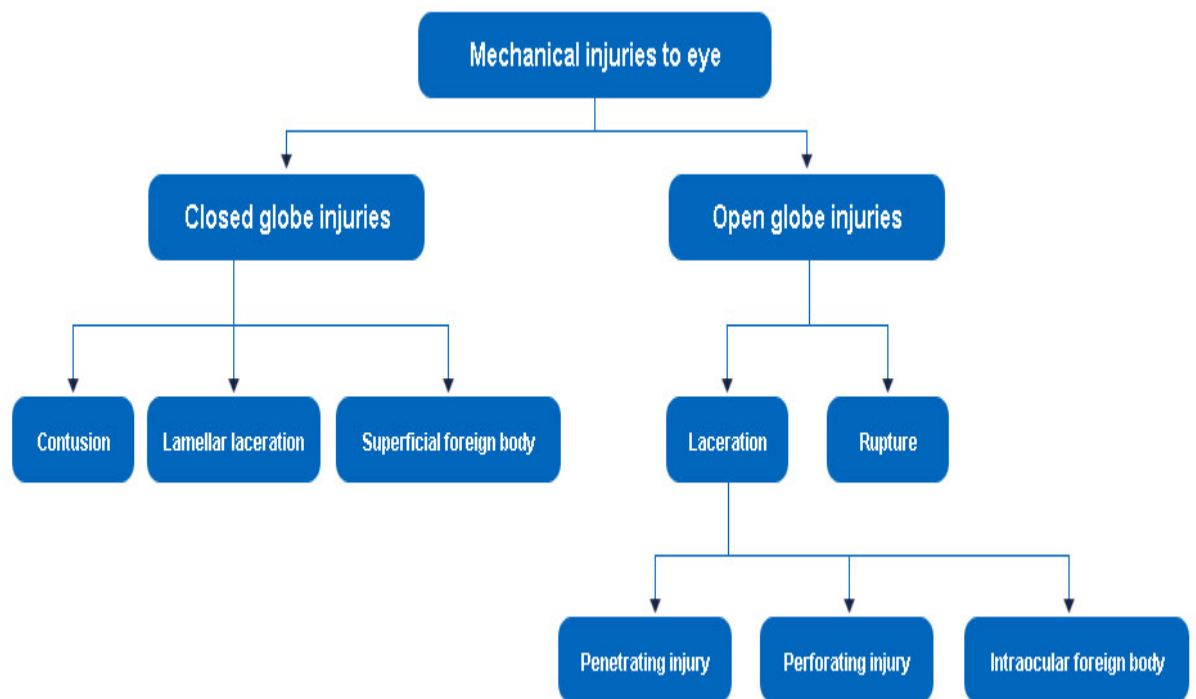 Mechanical injuries to eye
Closed globe injuries
Open globe injuries
Contusion
Lamellar laceration
Superficial foreign body
Laceration
Rupture
Penetrating injury
Perforating injury
Intraocular foreign body